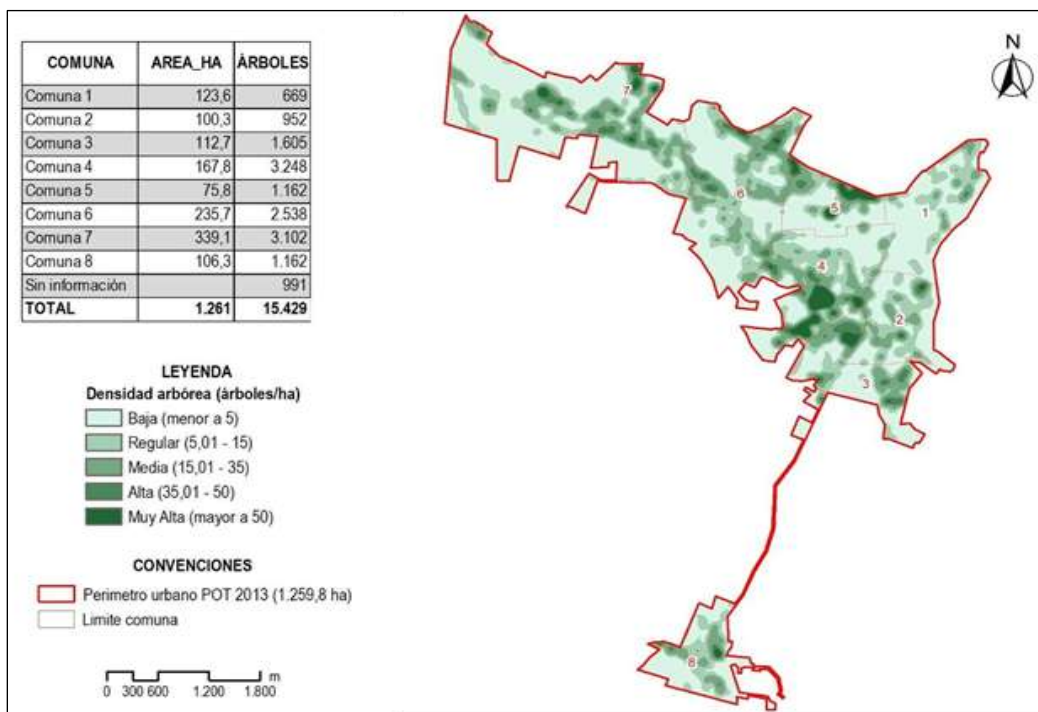 COMUNA AREA_HA ÀRBOLES
Comuna 1 123,6 669
Comuna 2 100,3 952
Comuna 3 112,7 1.605
Comuna 4 167,8 3.248
Comuna 5 75,8 1.162
Comuna 6 235,7 2.538
Comuna 7 339,1 3.102
Comuna 8 106,3 1.162
Sin información 991
TOTAL 1.261 15.429
LEYENDA
Densidad arbórea (árboles/ha)
Baja (menor a 5)
Regular (5,01 - 15)
Media (15,01 - 35)
Alta (35,01 - 50)
Muy Alta (mayor a 50)
CONVENCIONES
Perimetro urbano POT 2013 (1.259,8 ha)
Limite comuna
0 300 600 1.200 1.800 m
N
7
6
5
1
4
2
3
8